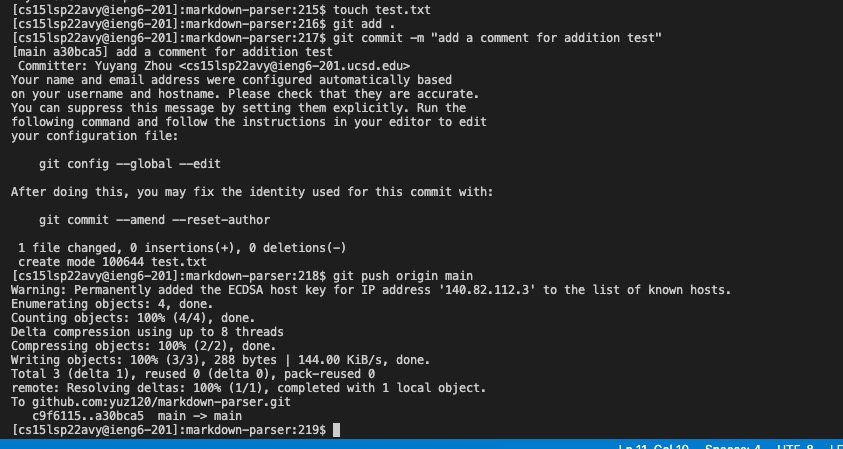 [cs15lsp22avy@ieng6-201]:markdown-parser:215$ touch test.txt
[cs15lsp22avy@ieng6-201]:markdown-parser:216$ git add .
[cs15lsp22avy@ieng6-201]:markdown-parser:217$ git commit -m "add a comment for addition test"
[main a30bca5] add a comment for addition test
 Committer: Yuyang Zhou <cs15lsp22avy@ieng6-201.ucsd.edu>
Your name and email address were configured automatically based
on your username and hostname. Please check that they are accurate.
You can suppress this message by setting them explicitly. Run the
following command and follow the instructions in your editor to edit
your configuration file:

    git config --global --edit

After doing this, you may fix the identity used for this commit with:

    git commit --amend --reset-author

 1 file changed, 0 insertions(+), 0 deletions(-)
 create mode 100644 test.txt
[cs15lsp22avy@ieng6-201]:markdown-parser:218$ git push origin main
Warning: Permanently added the ECDSA host key for IP address '140.82.112.3' to the list of known hosts.
Enumerating objects: 4, done.
Counting objects: 100% (4/4), done.
Delta compression using up to 8 threads
Compressing objects: 100% (2/2), done.
Writing objects: 100% (3/3), 288 bytes | 144.00 KiB/s, done.
Total 3 (delta 1), reused 0 (delta 0), pack-reused 0
remote: Resolving deltas: 100% (1/1), completed with 1 local object.
To github.com:yuz120/markdown-parser.git
   c9f6115..a30bca5  main -> main
[cs15lsp22avy@ieng6-201]:markdown-parser:219$